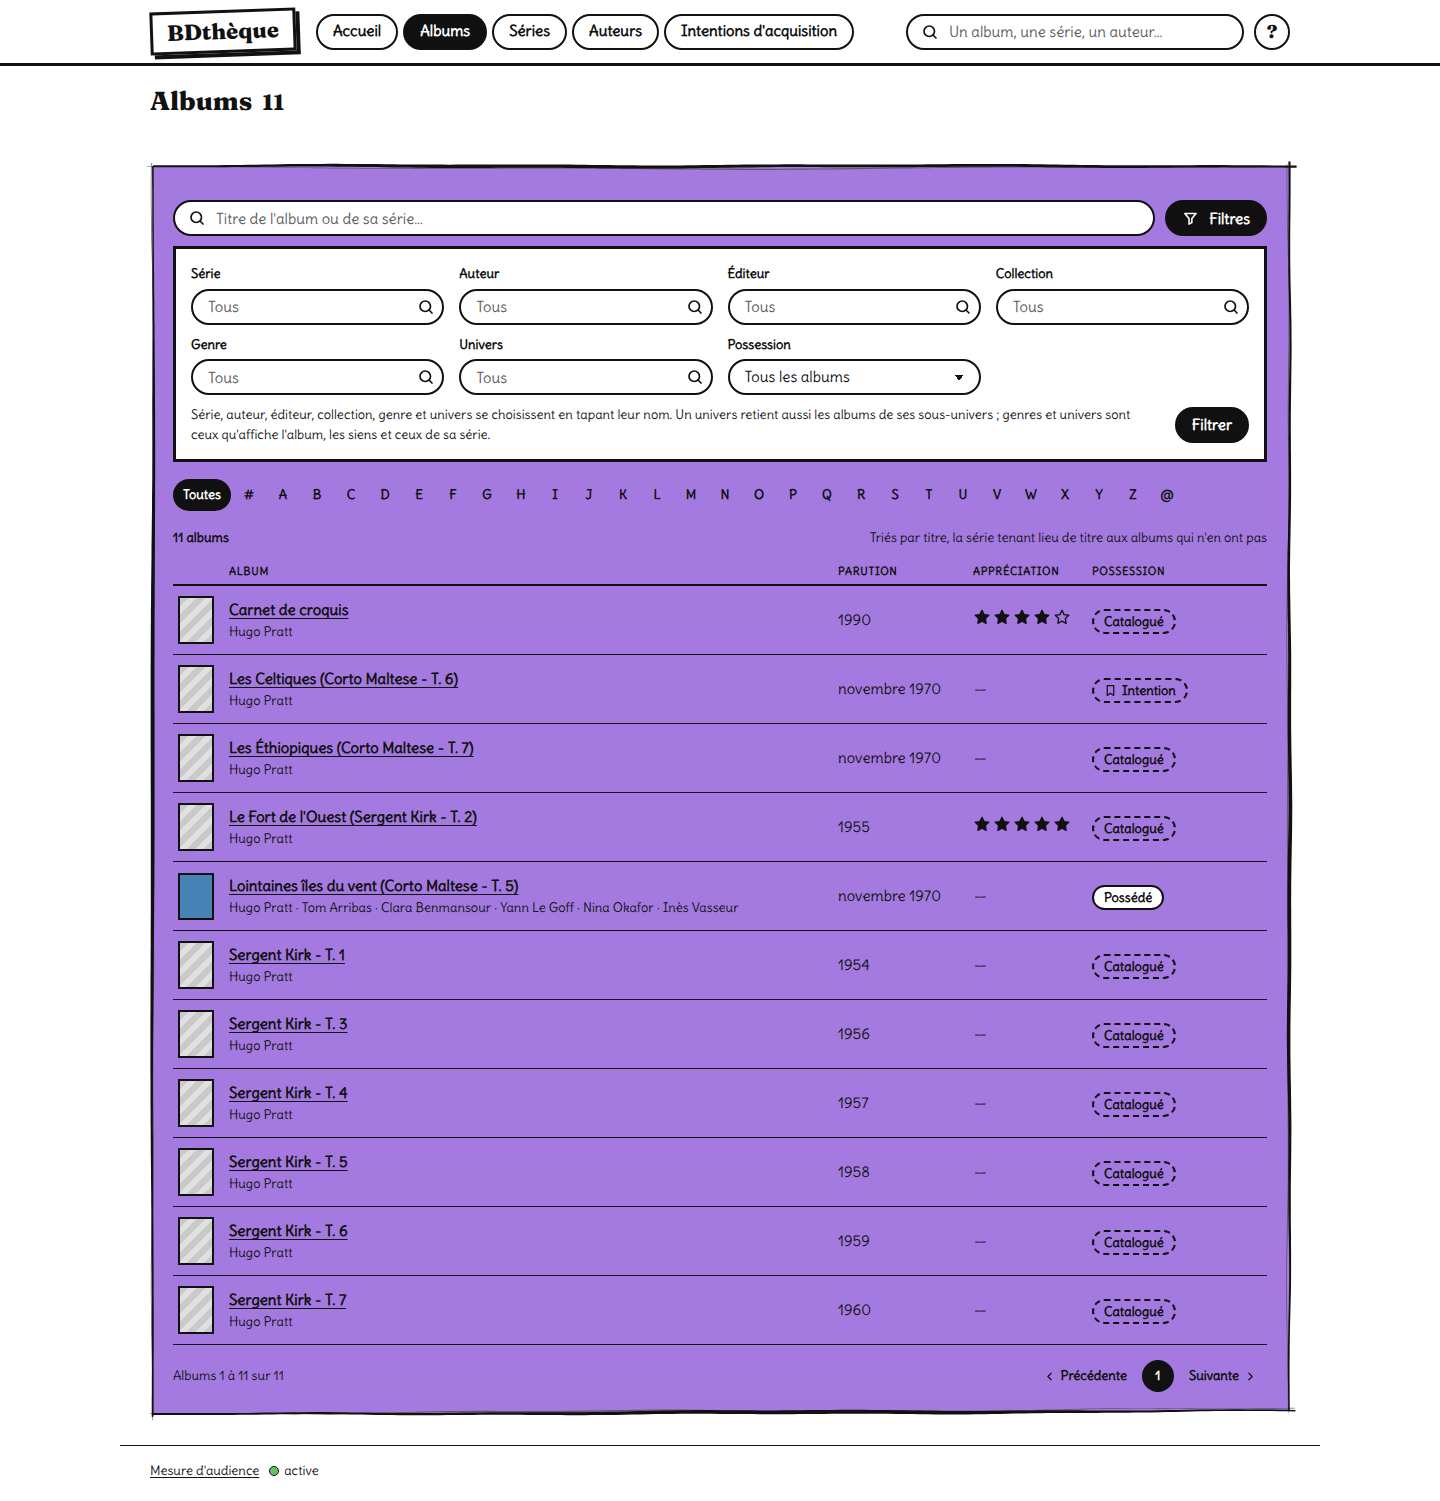 BDthèque
Accueil Albums Séries Auteurs Intentions d'acquisition Un album, une série, un auteur... ?
Albums 11
Titre de l'album ou de sa série... Filtres
Série Auteur Éditeur Collection
Tous Tous Tous Tous
Genre Univers Possession
Tous Tous Tous les albums
Série, auteur, éditeur, collection, genre et univers se choisissent en tapant leur nom. Un univers retient aussi les albums de ses sous-univers ; genres et univers sont
ceux qu'affiche l'album, les siens et ceux de sa série.
Filtrer
Toutes # A B C D E F G H I J K L M N O P Q R S T U V W X Y Z @
11 albums Triés par titre, la série tenant lieu de titre aux albums qui n'en ont pas
ALBUM PARUTION APPRÉCIATION POSSESSION
Carnet de croquis
Hugo Pratt
1990 Catalogué
Les Celtiques (Corto Maltese - T. 6)
Hugo Pratt
novembre 1970 — Intention
Les Éthiopiques (Corto Maltese - T. 7)
Hugo Pratt
novembre 1970 — Catalogué
Le Fort de l'Ouest (Sergent Kirk - T. 2)
Hugo Pratt
1955 Catalogué
Lointaines îles du vent (Corto Maltese - T. 5)
Hugo Pratt · Tom Arribas · Clara Benmansour · Yann Le Goff · Nina Okafor · Inès Vasseur
novembre 1970 — Possédé
Sergent Kirk - T. 1
Hugo Pratt
1954 — Catalogué
Sergent Kirk - T. 3
Hugo Pratt
1956 — Catalogué
Sergent Kirk - T. 4
Hugo Pratt
1957 — Catalogué
Sergent Kirk - T. 5
Hugo Pratt
1958 — Catalogué
Sergent Kirk - T. 6
Hugo Pratt
1959 — Catalogué
Sergent Kirk - T. 7
Hugo Pratt
1960 — Catalogué
Albums 1 à 11 sur 11 Précédente 1 Suivante
Mesure d'audience active